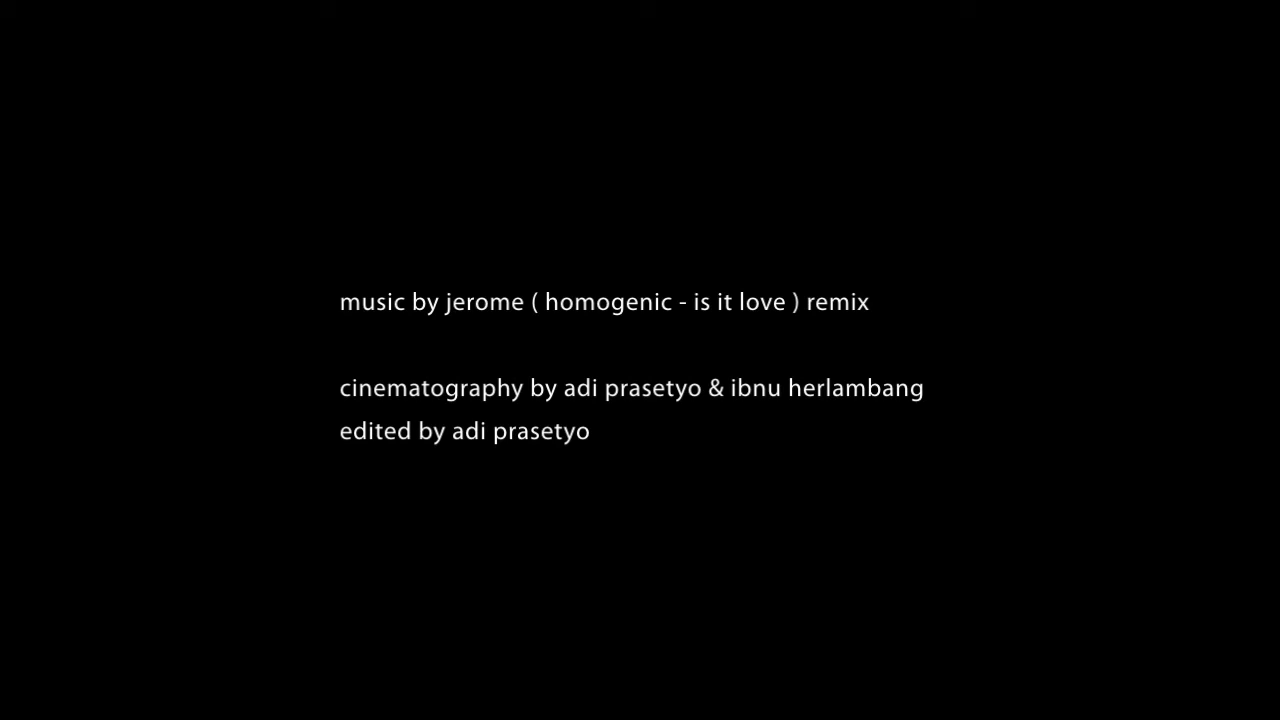 music by jerome ( homogenic - is it love ) remix
cinematography by adi prasetyo & ibnu herlambang
edited by adi prasetyo